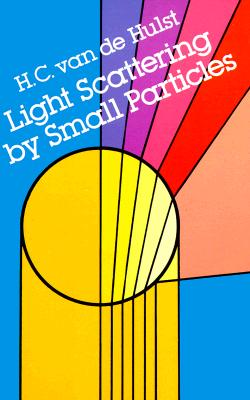 H.C. van de Hulst
Light Scattering
by Small Particles